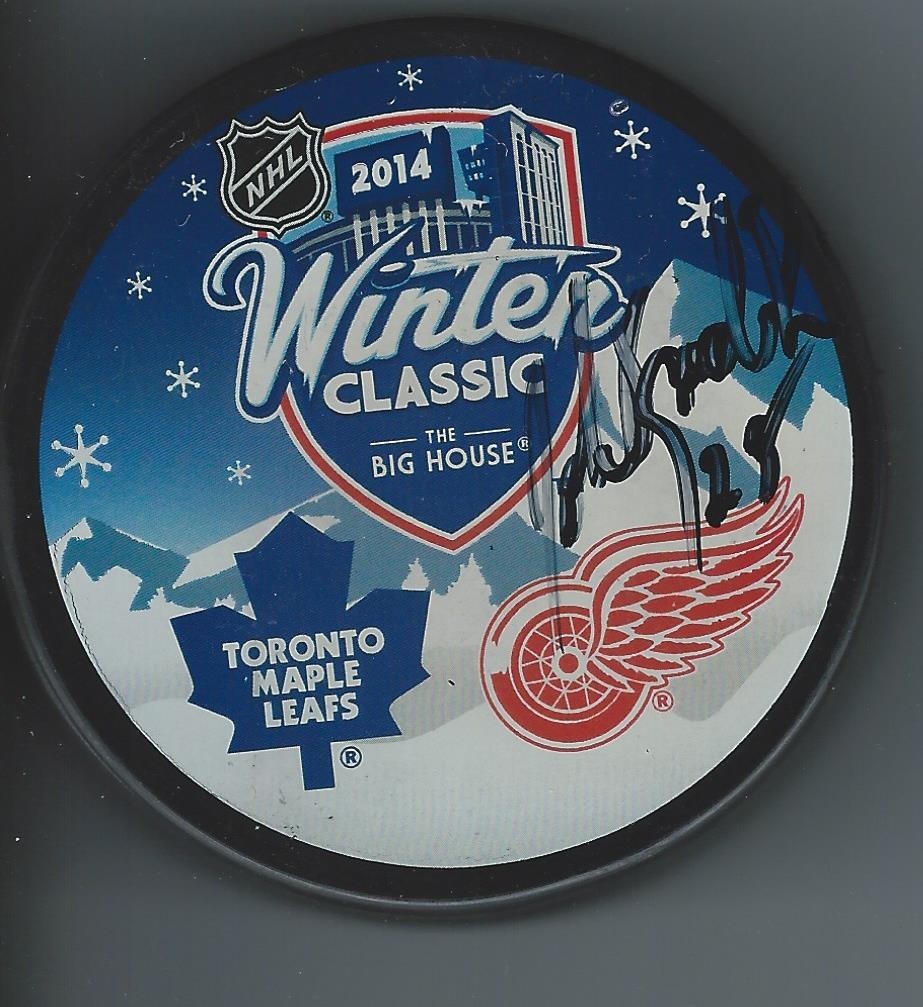 NHL
®
2014
Winter
CLASSIC
THE
BIG HOUSE®
TORONTO
MAPLE
LEAFS
®
®